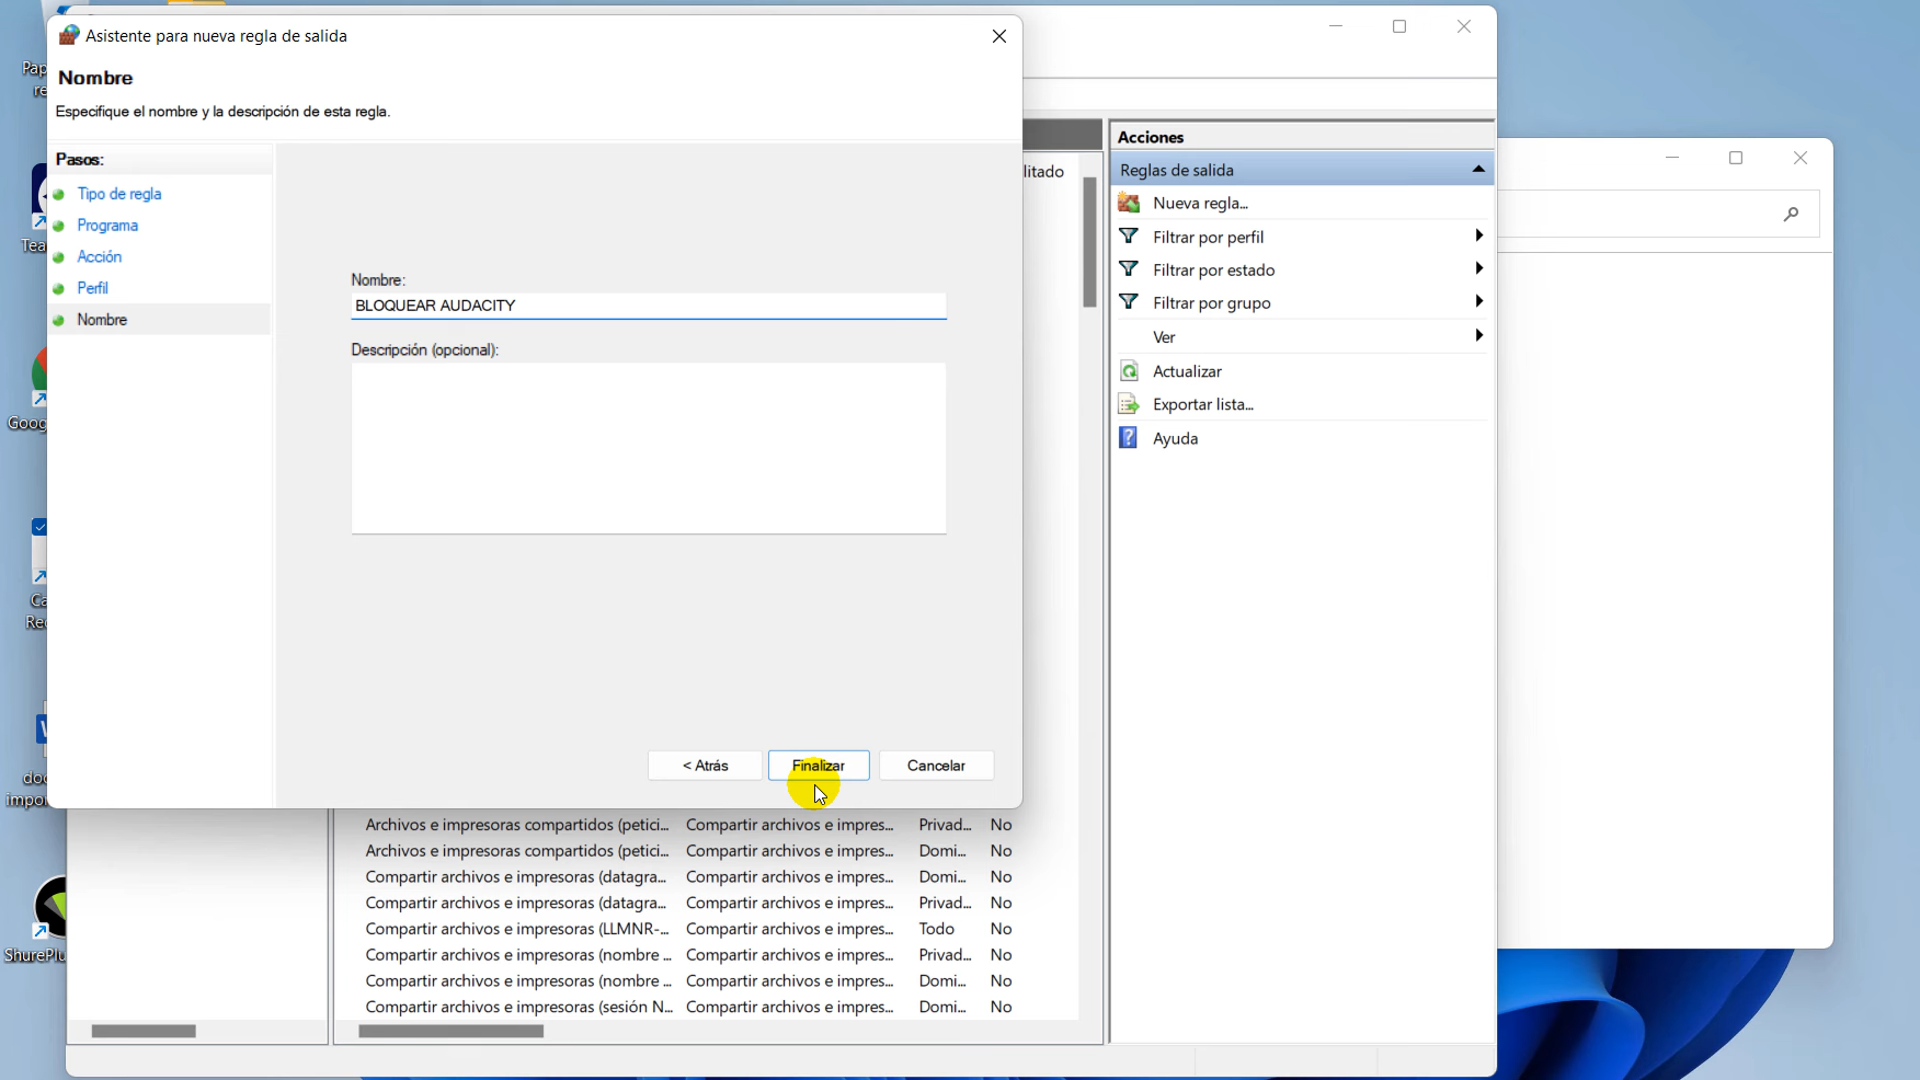 Asistente para nueva regla de salida
Nombre
Especifique el nombre y la descripción de esta regla.
Pasos:
Tipo de regla
Programa
Acción
Perfil
Nombre
Nombre:
BLOQUEAR AUDACITY
Descripción (opcional):
< Atrás
Finalizar
Cancelar
litado
Acciones
Reglas de salida
Nueva regla...
Filtrar por perfil
Filtrar por estado
Filtrar por grupo
Ver
Actualizar
Exportar lista...
Ayuda
Archivos e impresoras compartidos (petici... Compartir archivos e impres... Privad... No
Archivos e impresoras compartidos (petici... Compartir archivos e impres... Domi... No
Compartir archivos e impresoras (datagra... Compartir archivos e impres... Domi... No
Compartir archivos e impresoras (datagra... Compartir archivos e impres... Privad... No
Compartir archivos e impresoras (LLMNR-... Compartir archivos e impres... Todo No
Compartir archivos e impresoras (nombre ... Compartir archivos e impres... Privad... No
Compartir archivos e impresoras (nombre ... Compartir archivos e impres... Domi... No
Compartir archivos e impresoras (sesión N... Compartir archivos e impres... Domi... No
Pap
re
Tea
Goog
Ca
Rec
doc
impor
ShurePlu